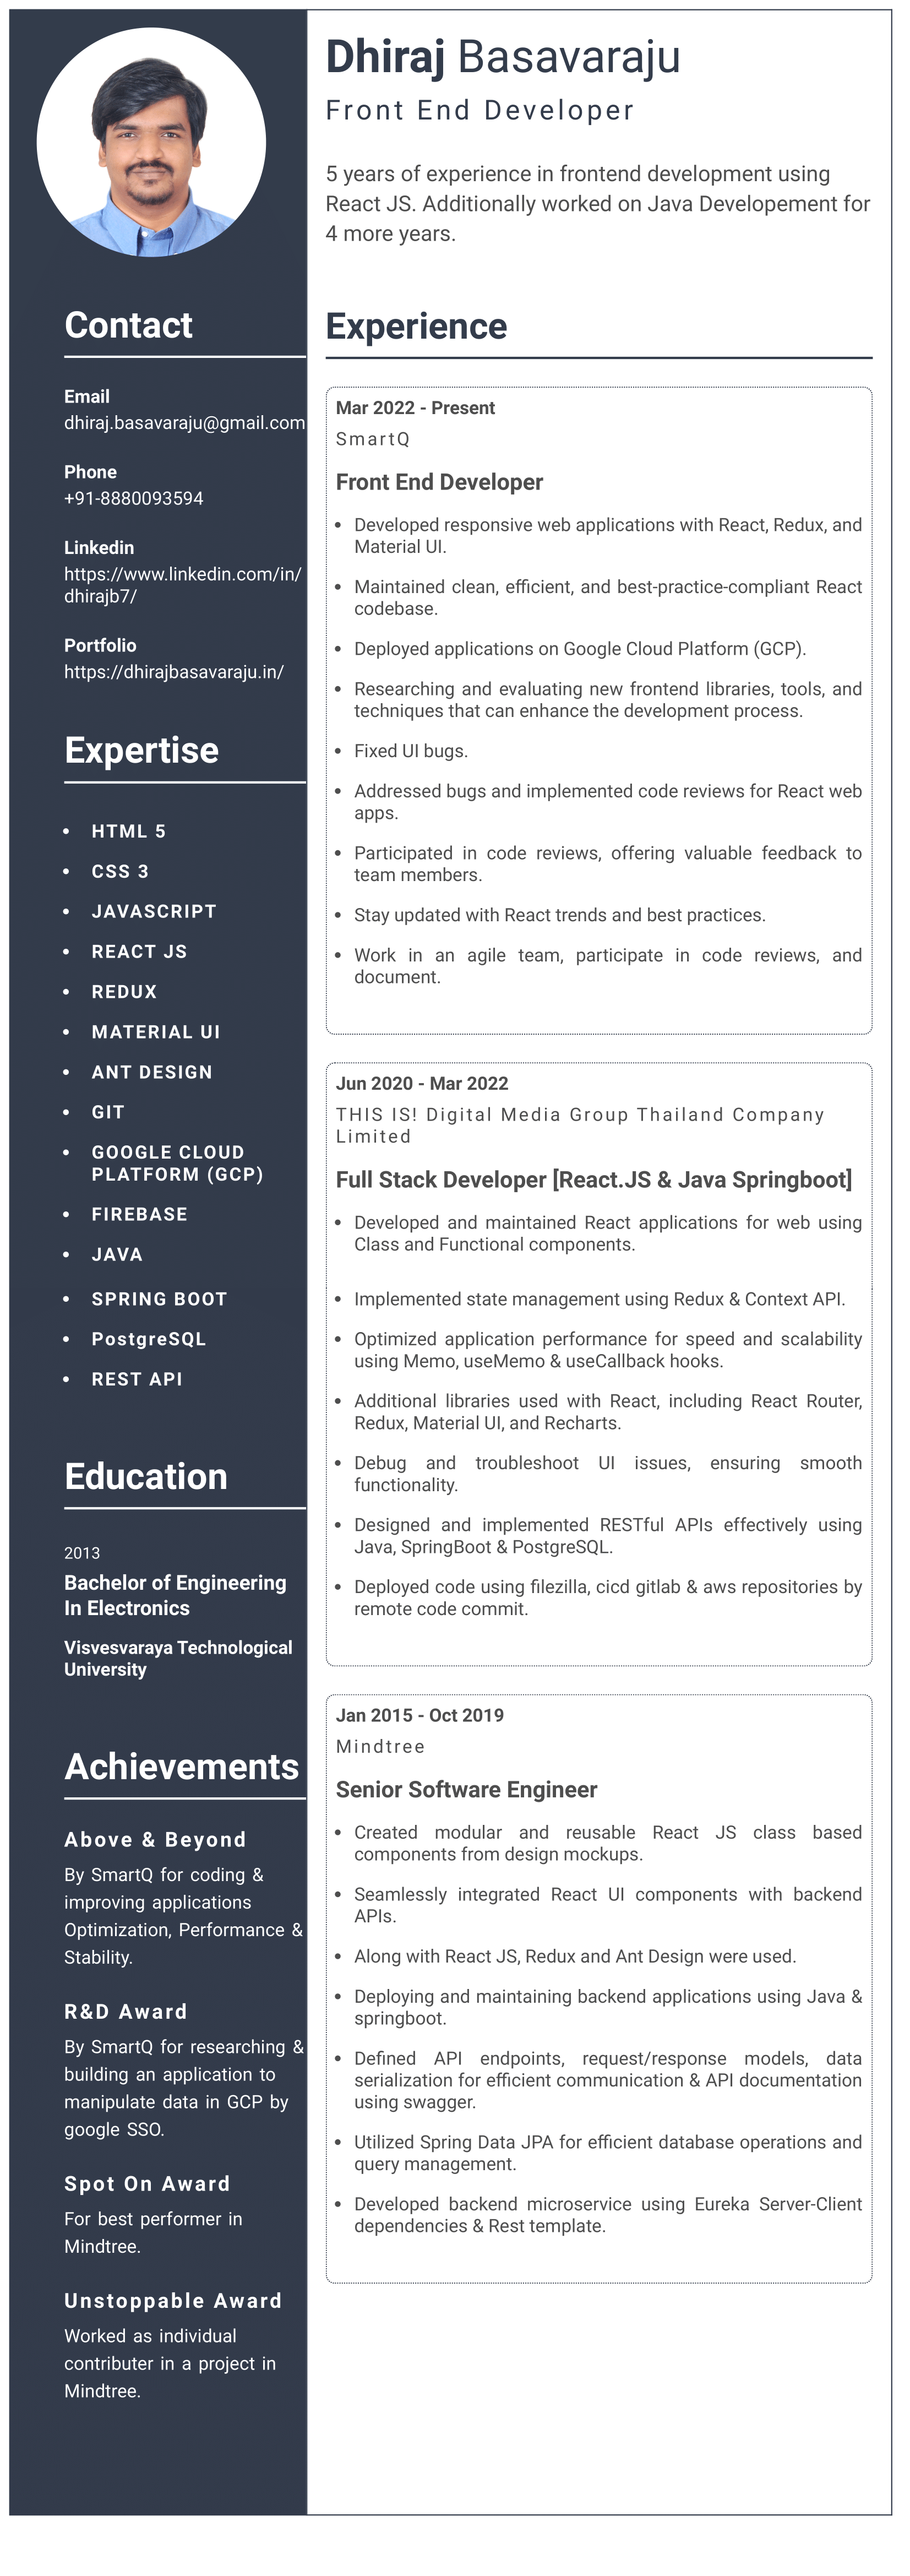 Dhiraj Basavaraju
Front End Developer
5 years of experience in frontend development using
React JS. Additionally worked on Java Developement for
4 more years.
Contact
Email
dhiraj.basavaraju@gmail.com
Phone
+91-8880093594
Linkedin
https://www.linkedin.com/in/
dhirajb7/
Portfolio
https://dhirajbasavaraju.in/
Expertise
• HTML 5
• CSS 3
• JAVASCRIPT
• REACT JS
• REDUX
• MATERIAL UI
• ANT DESIGN
• GIT
• GOOGLE CLOUD
PLATFORM (GCP)
• FIREBASE
• JAVA
• SPRING BOOT
• PostgreSQL
• REST API
Education
2013
Bachelor of Engineering
In Electronics
Visvesvaraya Technological
University
Achievements
Above & Beyond
By SmartQ for coding &
improving applications
Optimization, Performance &
Stability.
R&D Award
By SmartQ for researching &
building an application to
manipulate data in GCP by
google SSO.
Spot On Award
For best performer in
Mindtree.
Unstoppable Award
Worked as individual
contributer in a project in
Mindtree.
Experience
Mar 2022 - Present
SmartQ
Front End Developer
• Developed responsive web applications with React, Redux, and
Material UI.
• Maintained clean, efficient, and best-practice-compliant React
codebase.
• Deployed applications on Google Cloud Platform (GCP).
• Researching and evaluating new frontend libraries, tools, and
techniques that can enhance the development process.
• Fixed UI bugs.
• Addressed bugs and implemented code reviews for React web
apps.
• Participated in code reviews, offering valuable feedback to
team members.
• Stay updated with React trends and best practices.
• Work in an agile team, participate in code reviews, and
document.
Jun 2020 - Mar 2022
THIS IS! Digital Media Group Thailand Company
Limited
Full Stack Developer [React.JS & Java Springboot]
• Developed and maintained React applications for web using
Class and Functional components.
• Implemented state management using Redux & Context API.
• Optimized application performance for speed and scalability
using Memo, useMemo & useCallback hooks.
• Additional libraries used with React, including React Router,
Redux, Material UI, and Recharts.
• Debug and troubleshoot UI issues, ensuring smooth
functionality.
• Designed and implemented RESTful APIs effectively using
Java, SpringBoot & PostgreSQL.
• Deployed code using filezilla, cicd gitlab & aws repositories by
remote code commit.
Jan 2015 - Oct 2019
Mindtree
Senior Software Engineer
• Created modular and reusable React JS class based
components from design mockups.
• Seamlessly integrated React UI components with backend
APIs.
• Along with React JS, Redux and Ant Design were used.
• Deploying and maintaining backend applications using Java &
springboot.
• Defined API endpoints, request/response models, data
serialization for efficient communication & API documentation
using swagger.
• Utilized Spring Data JPA for efficient database operations and
query management.
• Developed backend microservice using Eureka Server-Client
dependencies & Rest template.